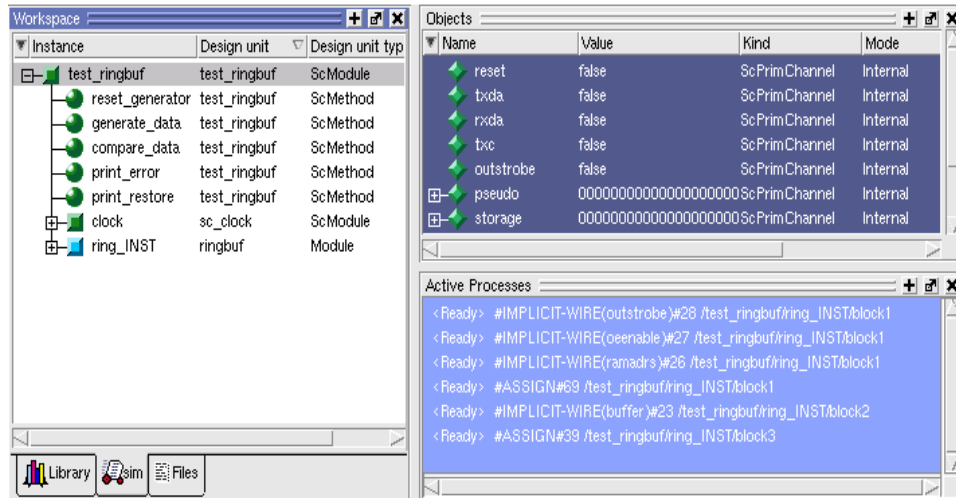 Workspace
Instance Design unit Design unit typ
test_ringbuf test_ringbuf ScModule
reset_generator test_ringbuf ScMethod
generate_data test_ringbuf ScMethod
compare_data test_ringbuf ScMethod
print_error test_ringbuf ScMethod
print_restore test_ringbuf ScMethod
clock sc_clock ScModule
ring_INST ringbuf Module
Library sim Files
Objects
Name Value Kind Mode
reset false ScPrimChannel Internal
txda false ScPrimChannel Internal
rxda false ScPrimChannel Internal
txc false ScPrimChannel Internal
outstrobe false ScPrimChannel Internal
pseudo 00000000000000000000 ScPrimChannel Internal
storage 00000000000000000000 ScPrimChannel Internal
Active Processes
<Ready> #IMPLICIT-WIRE(outstrobe)#28 /test_ringbuf/ring_INST/block1
<Ready> #IMPLICIT-WIRE(oeenable)#27 /test_ringbuf/ring_INST/block1
<Ready> #IMPLICIT-WIRE(ramadrs)#26 /test_ringbuf/ring_INST/block1
<Ready> #ASSIGN#69 /test_ringbuf/ring_INST/block1
<Ready> #IMPLICIT-WIRE(buffer)#23 /test_ringbuf/ring_INST/block2
<Ready> #ASSIGN#39 /test_ringbuf/ring_INST/block3